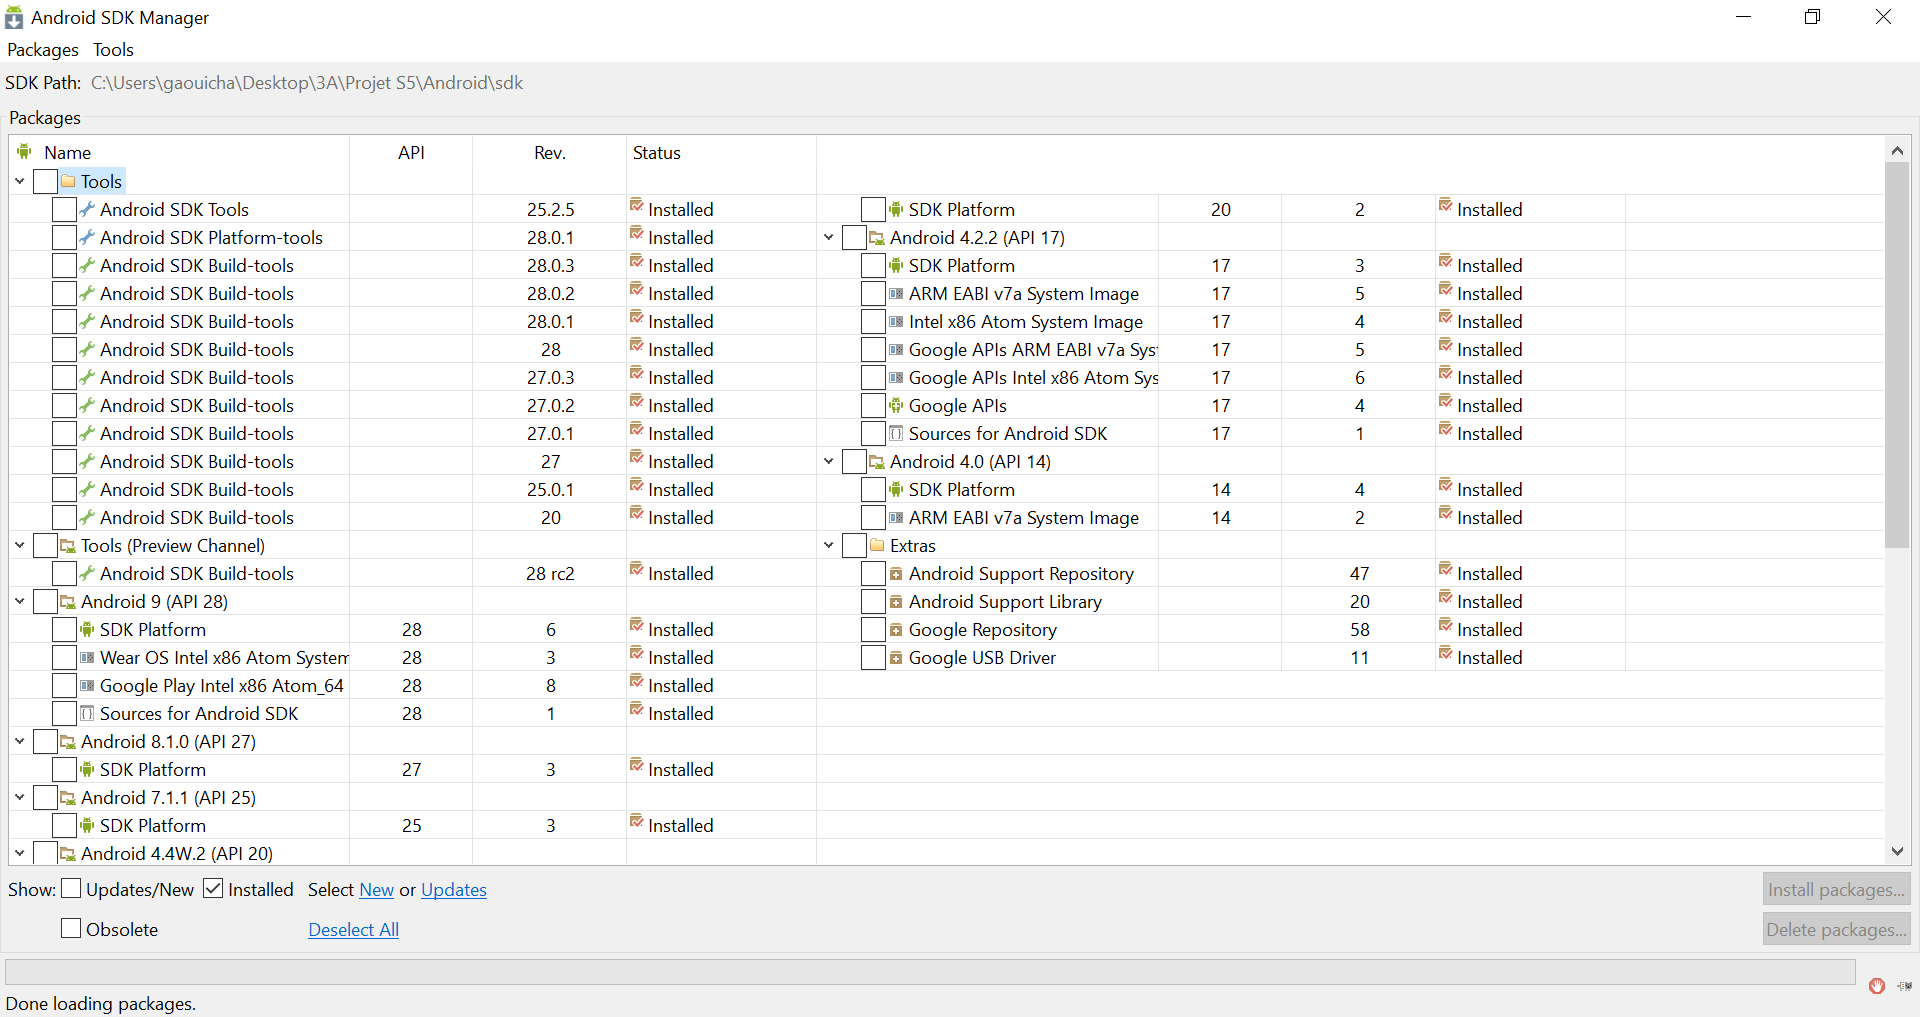 Android SDK Manager
Packages Tools
SDK Path: C:\Users\gaouicha\Desktop\3A\Projet S5\Android\sdk
Packages
Name API Rev. Status
Tools
Android SDK Tools 25.2.5 Installed
Android SDK Platform-tools 28.0.1 Installed
Android SDK Build-tools 28.0.3 Installed
Android SDK Build-tools 28.0.2 Installed
Android SDK Build-tools 28.0.1 Installed
Android SDK Build-tools 28 Installed
Android SDK Build-tools 27.0.3 Installed
Android SDK Build-tools 27.0.2 Installed
Android SDK Build-tools 27.0.1 Installed
Android SDK Build-tools 27 Installed
Android SDK Build-tools 25.0.1 Installed
Android SDK Build-tools 20 Installed
Tools (Preview Channel)
Android SDK Build-tools 28 rc2 Installed
Android 9 (API 28)
SDK Platform 28 6 Installed
Wear OS Intel x86 Atom System 28 3 Installed
Google Play Intel x86 Atom_64 28 8 Installed
Sources for Android SDK 28 1 Installed
Android 8.1.0 (API 27)
SDK Platform 27 3 Installed
Android 7.1.1 (API 25)
SDK Platform 25 3 Installed
Android 4.4W.2 (API 20)
SDK Platform 20 2 Installed
Android 4.2.2 (API 17)
SDK Platform 17 3 Installed
ARM EABI v7a System Image 17 5 Installed
Intel x86 Atom System Image 17 4 Installed
Google APIs ARM EABI v7a Sys 17 5 Installed
Google APIs Intel x86 Atom Sys 17 6 Installed
Google APIs 17 4 Installed
Sources for Android SDK 17 1 Installed
Android 4.0 (API 14)
SDK Platform 14 4 Installed
ARM EABI v7a System Image 14 2 Installed
Extras
Android Support Repository 47 Installed
Android Support Library 20 Installed
Google Repository 58 Installed
Google USB Driver 11 Installed
Show: Updates/New Installed Select New or Updates Install packages...
Obsolete Deselect All Delete packages...
Done loading packages.